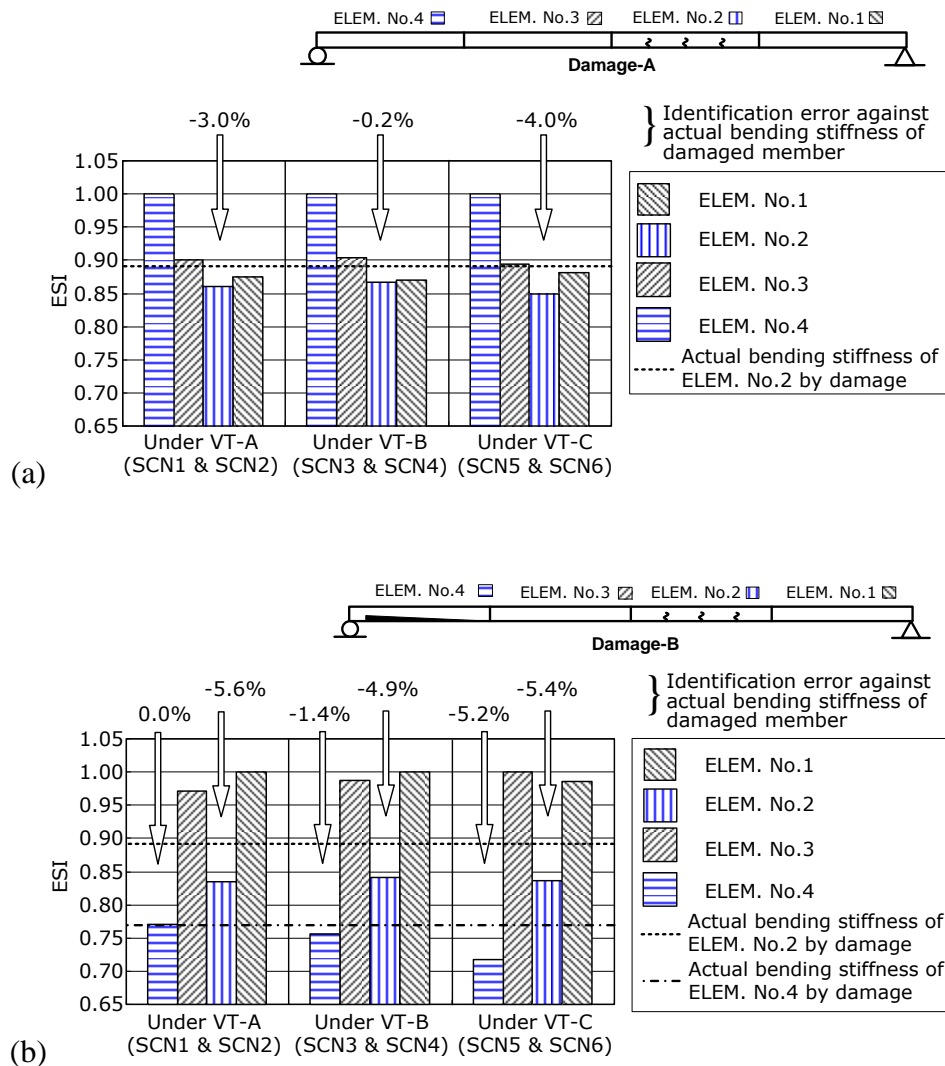 ELEM. No.4 ELEM. No.3 ELEM. No.2 ELEM. No.1
Damage-A
-3.0% -0.2% -4.0%
} Identification error against
actual bending stiffness of
damaged member
1.05
1.00
0.95
0.90
0.85
0.80
0.75
0.70
0.65
ESI
ELEM. No.1
ELEM. No.2
ELEM. No.3
ELEM. No.4
Actual bending stiffness of
ELEM. No.2 by damage
Under VT-A Under VT-B Under VT-C
(SCN1 & SCN2) (SCN3 & SCN4) (SCN5 & SCN6)
(a)
ELEM. No.4 ELEM. No.3 ELEM. No.2 ELEM. No.1
Damage-B
-5.6% -4.9% -5.4%
0.0% -1.4% -5.2%
} Identification error against
actual bending stiffness of
damaged member
1.05
1.00
0.95
0.90
0.85
0.80
0.75
0.70
0.65
ESI
ELEM. No.1
ELEM. No.2
ELEM. No.3
ELEM. No.4
Actual bending stiffness of
ELEM. No.2 by damage
Actual bending stiffness of
ELEM. No.4 by damage
Under VT-A Under VT-B Under VT-C
(SCN1 & SCN2) (SCN3 & SCN4) (SCN5 & SCN6)
(b)